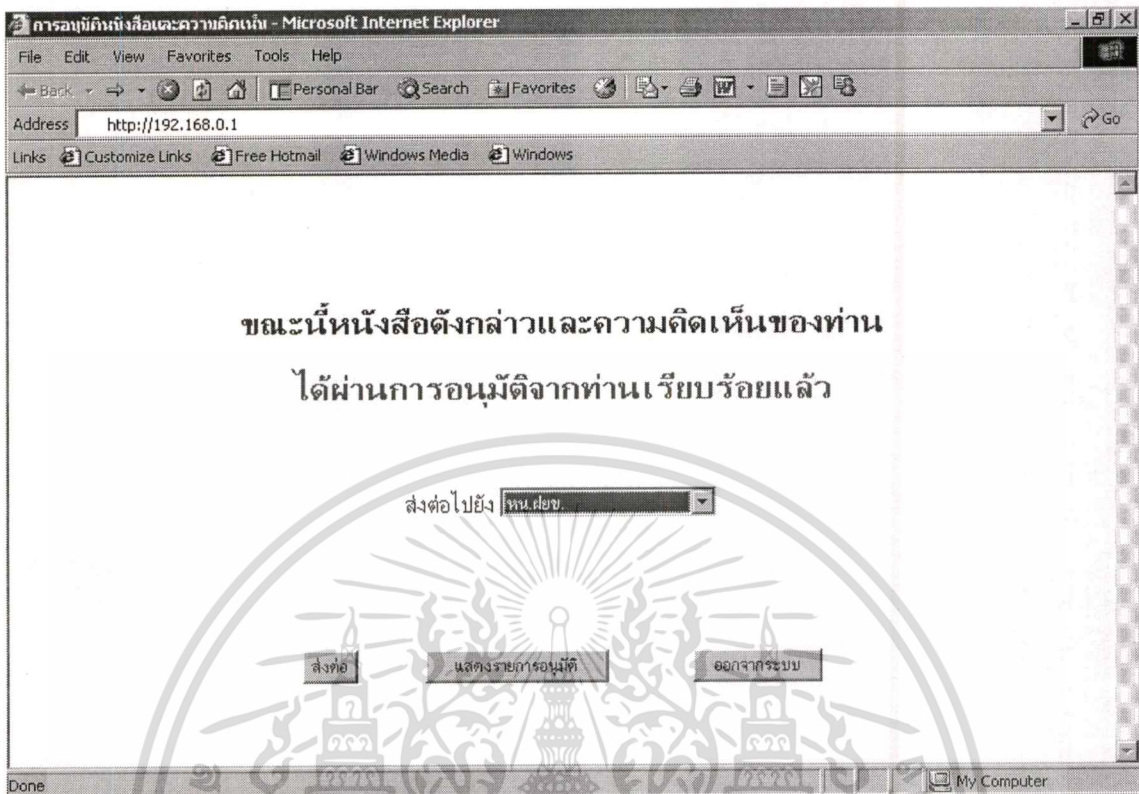 การอนุมัติหนังสือและความคิดเห็น - Microsoft Internet Explorer
File Edit View Favorites Tools Help
Back Personal Bar Search Favorites
Address http://192.168.0.1 Go
Links Customize Links Free Hotmail Windows Media Windows
ขณะนี้หนังสือดังกล่าวและความคิดเห็นของท่าน
ได้ผ่านการอนุมัติจากท่านเรียบร้อยแล้ว
ส่งต่อไปยัง หน.ฝยข.
ส่งต่อ แสดงรายการอนุมัติ ออกจากระบบ
Done My Computer